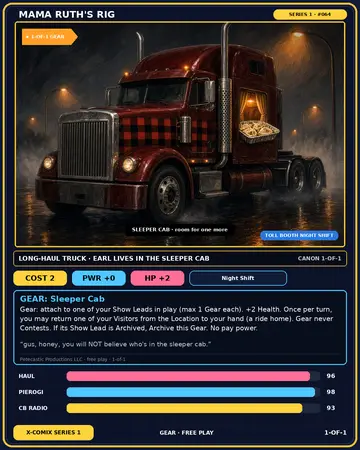 MAMA RUTH'S RIG
SERIES 1 · #064
1-OF-1 GEAR
SLEEPER CAB · room for one more
TOLL BOOTH NIGHT SHIFT
LONG-HAUL TRUCK · EARL LIVES IN THE SLEEPER CAB
CANON 1-OF-1
COST 2
PWR +0
HP +2
Night Shift
GEAR: Sleeper Cab
Gear: attach to one of your Show Leads in play (max 1 Gear each). +2 Health. Once per turn,
you may return one of your Visitors from the Location to your hand (a ride home). Gear never
Contests. If its Show Lead is Archived, Archive this Gear. No pay power.
"gus, honey, you will NOT believe who's in the sleeper cab."
Perecastic Productions LLC · free play · 1-of-1
HAUL
96
PIEROGI
98
CB RADIO
93
X-COMIX SERIES 1
GEAR · FREE PLAY
1-OF-1